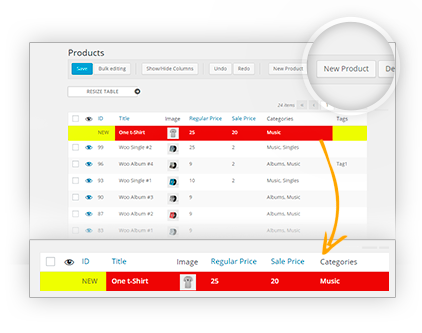 Products
Save Bulk editing Show/Hide Columns Undo Redo New Product
New Product De
RESIZE TABLE
24 items « ‹ 1
ID Title Image Regular Price Sale Price Categories Tags
NEW One t-Shirt 25 20 Music
99 Woo Single #2 25 2 Music, Singles
96 Woo Album #4 9 2 Albums, Music Tag1
93 Woo Single #1 10 2 Music, Singles
90 Woo Album #3 9 Albums, Music
87 Woo Album #2 9 Albums, Music
83 Woo Album #1 9 Albums, Music
ID Title Image Regular Price Sale Price Categories
NEW One t-Shirt 25 20 Music